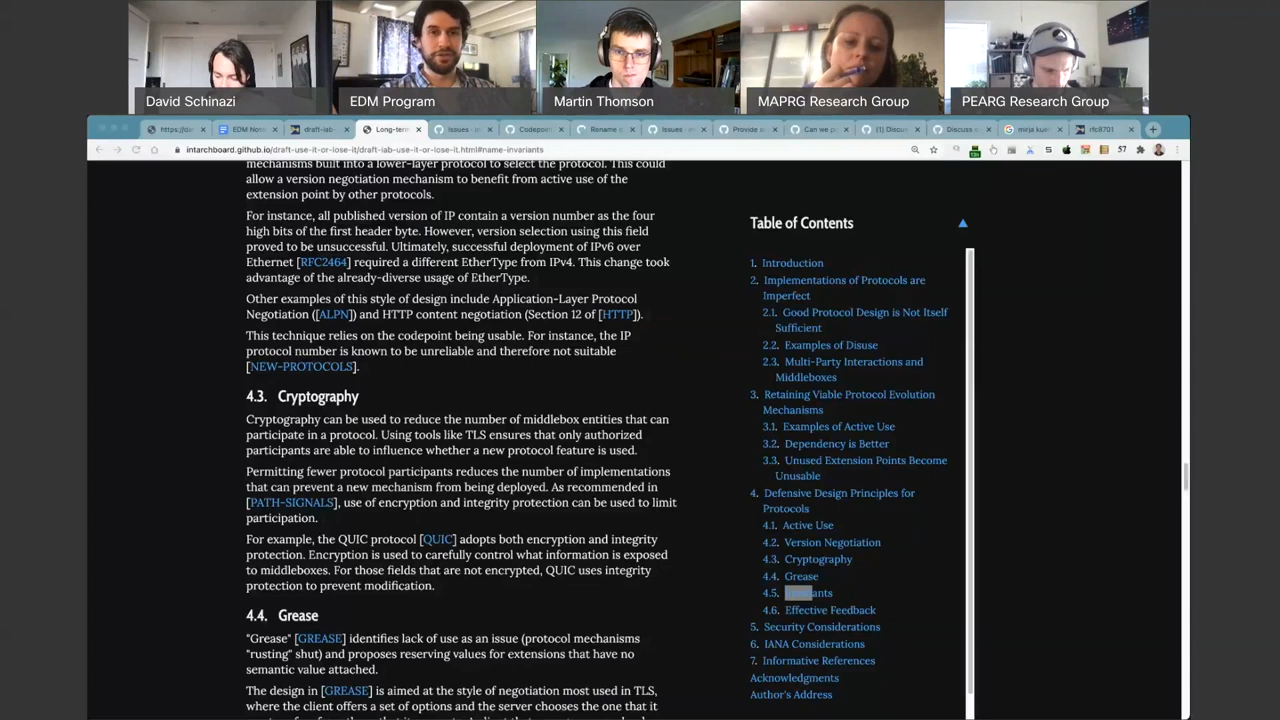 David Schinazi
EDM Program
Martin Thomson
MAPRG Research Group
PEARG Research Group
https://da
EDM Note
draft-iab-
Long-term
Issues
Codepoint
Rename
Issues
Provide a
Can we p
(1) Discus
Discuss
mirja kue
rfc8701
intarchboard.github.io/draft-use-it-or-lose-it/draft-iab-use-it-or-lose-it.html#name-invariants
57
mechanisms built into a lower-layer protocol to select the protocol. This could
allow a version negotiation mechanism to benefit from active use of the
extension point by other protocols.
For instance, all published version of IP contain a version number as the four
high bits of the first header byte. However, version selection using this field
proved to be unsuccessful. Ultimately, successful deployment of IPv6 over
Ethernet [RFC2464] required a different EtherType from IPv4. This change took
advantage of the already-diverse usage of EtherType.
Other examples of this style of design include Application-Layer Protocol
Negotiation ([ALPN]) and HTTP content negotiation (Section 12 of [HTTP]).
This technique relies on the codepoint being usable. For instance, the IP
protocol number is known to be unreliable and therefore not suitable
[NEW-PROTOCOLS].
4.3. Cryptography
Cryptography can be used to reduce the number of middlebox entities that can
participate in a protocol. Using tools like TLS ensures that only authorized
participants are able to influence whether a new protocol feature is used.
Permitting fewer protocol participants reduces the number of implementations
that can prevent a new mechanism from being deployed. As recommended in
[PATH-SIGNALS], use of encryption and integrity protection can be used to limit
participation.
For example, the QUIC protocol [QUIC] adopts both encryption and integrity
protection. Encryption is used to carefully control what information is exposed
to middleboxes. For those fields that are not encrypted, QUIC uses integrity
protection to prevent modification.
4.4. Grease
"Grease" [GREASE] identifies lack of use as an issue (protocol mechanisms
"rusting" shut) and proposes reserving values for extensions that have no
semantic value attached.
The design in [GREASE] is aimed at the style of negotiation most used in TLS,
where the client offers a set of options and the server chooses the one that it
Table of Contents
1. Introduction
2. Implementations of Protocols are
Imperfect
2.1. Good Protocol Design is Not Itself
Sufficient
2.2. Examples of Disuse
2.3. Multi-Party Interactions and
Middleboxes
3. Retaining Viable Protocol Evolution
Mechanisms
3.1. Examples of Active Use
3.2. Dependency is Better
3.3. Unused Extension Points Become
Unusable
4. Defensive Design Principles for
Protocols
4.1. Active Use
4.2. Version Negotiation
4.3. Cryptography
4.4. Grease
4.5. Invariants
4.6. Effective Feedback
5. Security Considerations
6. IANA Considerations
7. Informative References
Acknowledgments
Author's Address